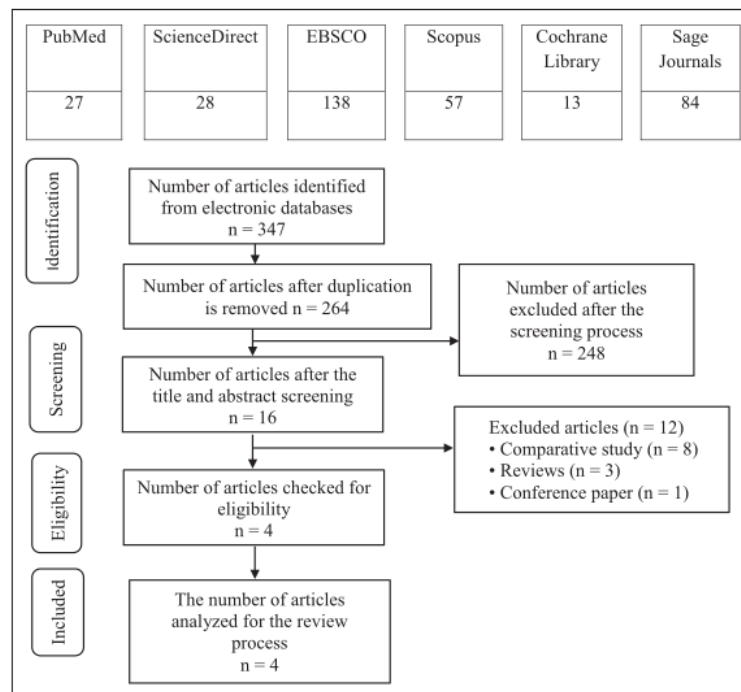 PubMed
ScienceDirect
EBSCO
Scopus
Cochrane
Library
Sage
Journals
27
28
138
57
13
84
Identification
Number of articles identified
from electronic databases
n = 347
Number of articles after duplication
is removed n = 264
Number of articles
excluded after the
screening process
n = 248
Screening
Number of articles after the
title and abstract screening
n = 16
Excluded articles (n = 12)
• Comparative study (n = 8)
• Reviews (n = 3)
• Conference paper (n = 1)
Eligibility
Number of articles checked for
eligibility
n = 4
Included
The number of articles
analyzed for the review
process
n = 4